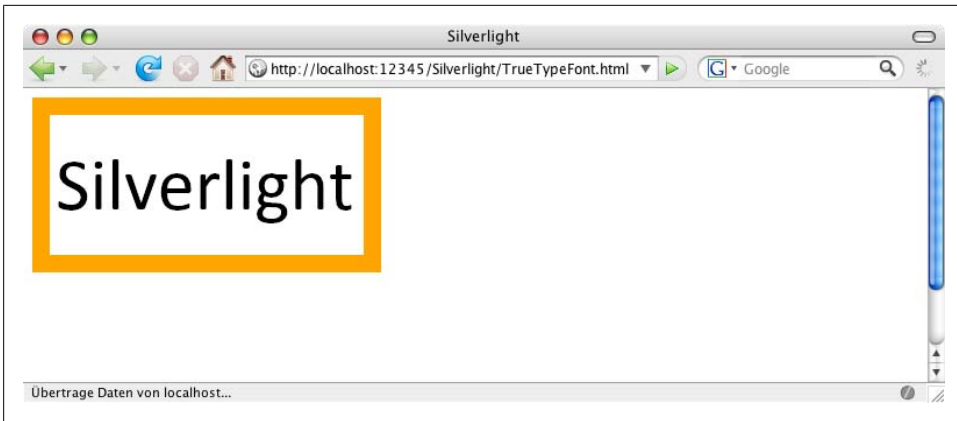 Silverlight
http://localhost:12345/Silverlight/TrueTypeFont.html
G Google
Silverlight
Übertrage Daten von localhost...